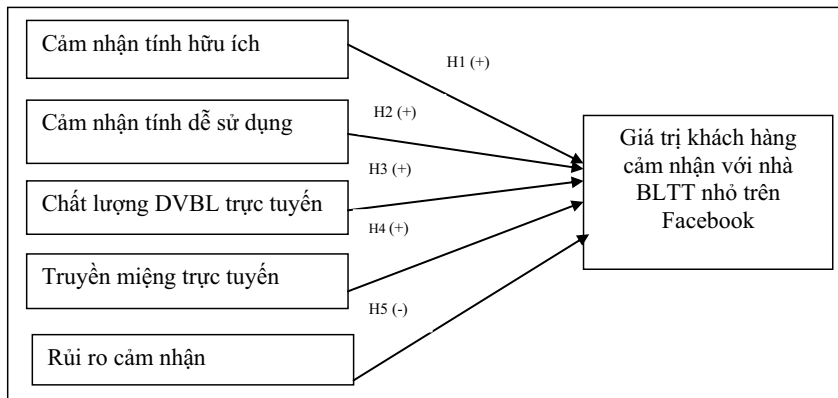 Cảm nhận tính hữu ích
H1 (+)
Cảm nhận tính dễ sử dụng
H2 (+)
H3 (+)
Chất lượng DVBL trực tuyến
H4 (+)
Truyền miệng trực tuyến
H5 (-)
Rủi ro cảm nhận
Giá trị khách hàng
cảm nhận với nhà
BLTT nhỏ trên
Facebook